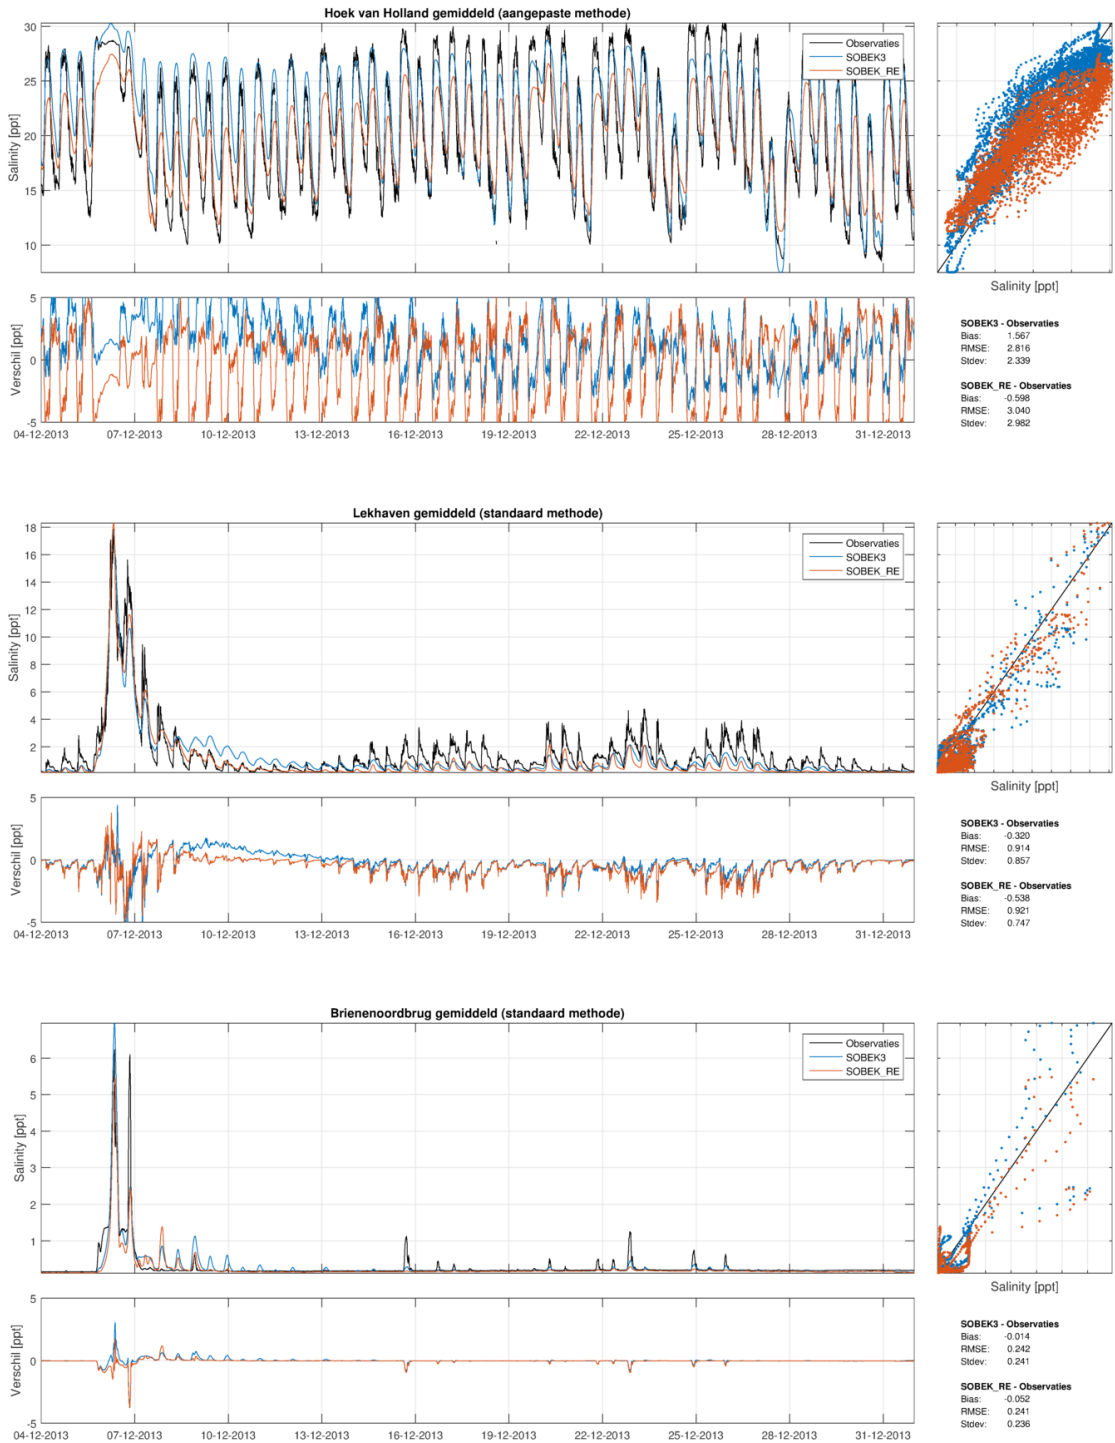 Hoek van Holland gemiddeld (aangepaste methode)
30
25
20
15
10
Salinity [ppt]
Observaties
SOBEK3
SOBEK_RE
Salinity [ppt]
5
0
-5
Verschil [ppt]
04-12-2013 07-12-2013 10-12-2013 13-12-2013 16-12-2013 19-12-2013 22-12-2013 25-12-2013 28-12-2013 31-12-2013
SOBEK3 - Observaties
Bias: 1.567
RMSE: 2.816
Stdev: 2.339
SOBEK_RE - Observaties
Bias: -0.598
RMSE: 3.040
Stdev: 2.982
Lekhaven gemiddeld (standaard methode)
18
16
14
12
10
8
6
4
2
Salinity [ppt]
Observaties
SOBEK3
SOBEK_RE
Salinity [ppt]
5
0
-5
Verschil [ppt]
04-12-2013 07-12-2013 10-12-2013 13-12-2013 16-12-2013 19-12-2013 22-12-2013 25-12-2013 28-12-2013 31-12-2013
SOBEK3 - Observaties
Bias: -0.320
RMSE: 0.914
Stdev: 0.857
SOBEK_RE - Observaties
Bias: -0.538
RMSE: 0.921
Stdev: 0.747
Brienenoordbrug gemiddeld (standaard methode)
6
5
4
3
2
1
Salinity [ppt]
Observaties
SOBEK3
SOBEK_RE
Salinity [ppt]
5
0
-5
Verschil [ppt]
04-12-2013 07-12-2013 10-12-2013 13-12-2013 16-12-2013 19-12-2013 22-12-2013 25-12-2013 28-12-2013 31-12-2013
SOBEK3 - Observaties
Bias: -0.014
RMSE: 0.242
Stdev: 0.241
SOBEK_RE - Observaties
Bias: -0.052
RMSE: 0.241
Stdev: 0.236